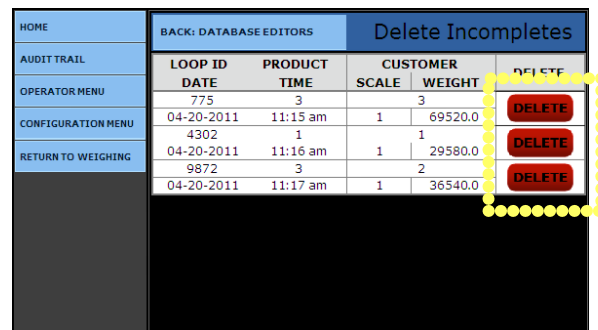 HOME
AUDIT TRAIL
OPERATOR MENU
CONFIGURATION MENU
RETURN TO WEIGHING
BACK: DATABASE EDITORS
Delete Incompletes
LOOP ID PRODUCT CUSTOMER DELETE
DATE TIME SCALE WEIGHT
775 3 3
04-20-2011 11:15 am 1 69520.0
DELETE
4302 1 1
04-20-2011 11:16 am 1 29580.0
DELETE
9872 3 2
04-20-2011 11:17 am 1 36540.0
DELETE